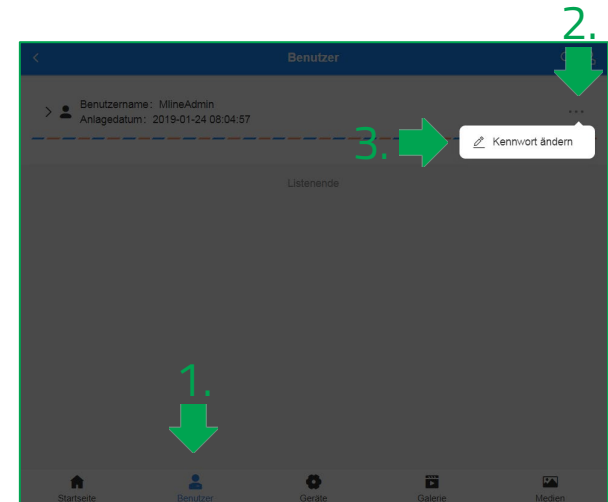 2.
Benutzer
Benutzername: MlineAdmin
Anlagedatum: 2019-01-24 08:04:57
...
3.
Kennwort ändern
Listenende
1.
Startseite
Benutzer
Geräte
Galerie
Medien